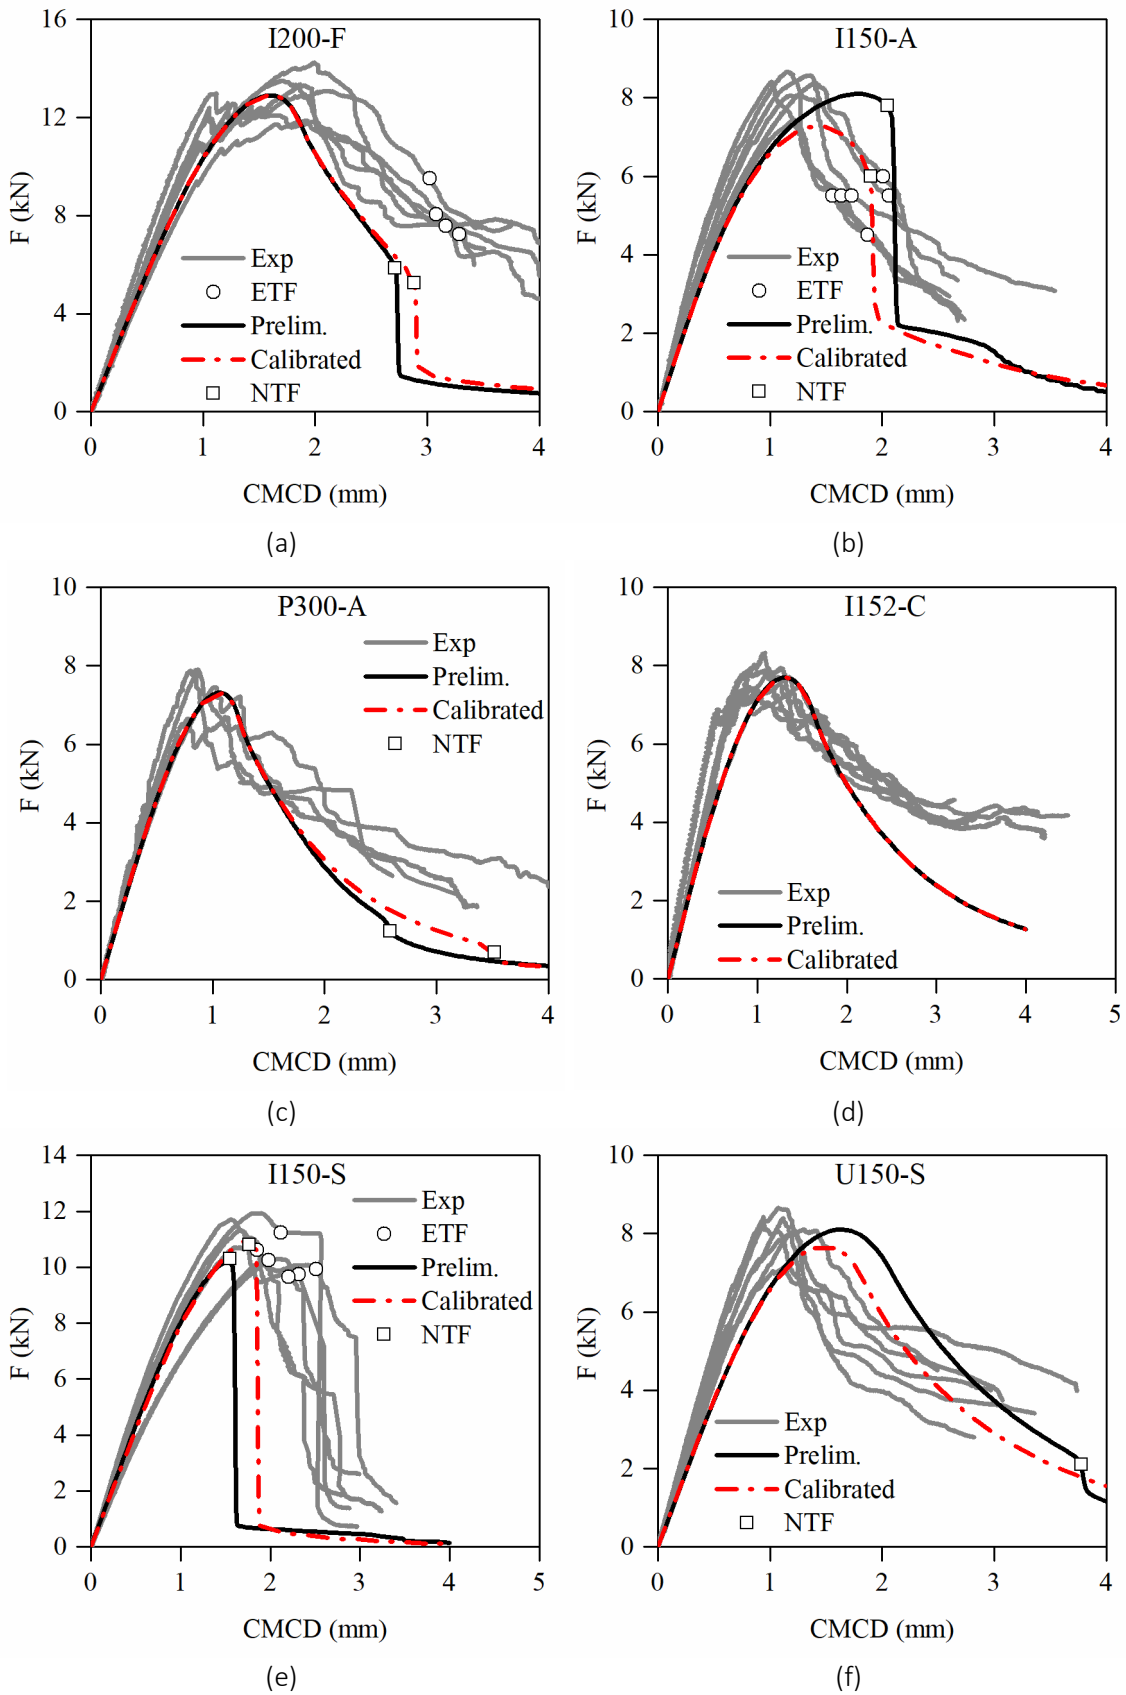 I200-F
F (kN)
16
12
8
4
0
Exp
ETF
Prelim.
Calibrated
NTF
0 1 2 3 4
CMCD (mm)
(a)
I150-A
F (kN)
10
8
6
4
2
0
Exp
ETF
Prelim.
Calibrated
NTF
0 1 2 3 4
CMCD (mm)
(b)
P300-A
F (kN)
10
8
6
4
2
0
Exp
Prelim.
Calibrated
NTF
0 1 2 3 4
CMCD (mm)
(c)
I152-C
F (kN)
10
8
6
4
2
0
Exp
Prelim.
Calibrated
0 1 2 3 4 5
CMCD (mm)
(d)
I150-S
F (kN)
14
12
10
8
6
4
2
0
Exp
ETF
Prelim.
Calibrated
NTF
0 1 2 3 4 5
CMCD (mm)
(e)
U150-S
F (kN)
10
8
6
4
2
0
Exp
Prelim.
Calibrated
NTF
0 1 2 3 4
CMCD (mm)
(f)